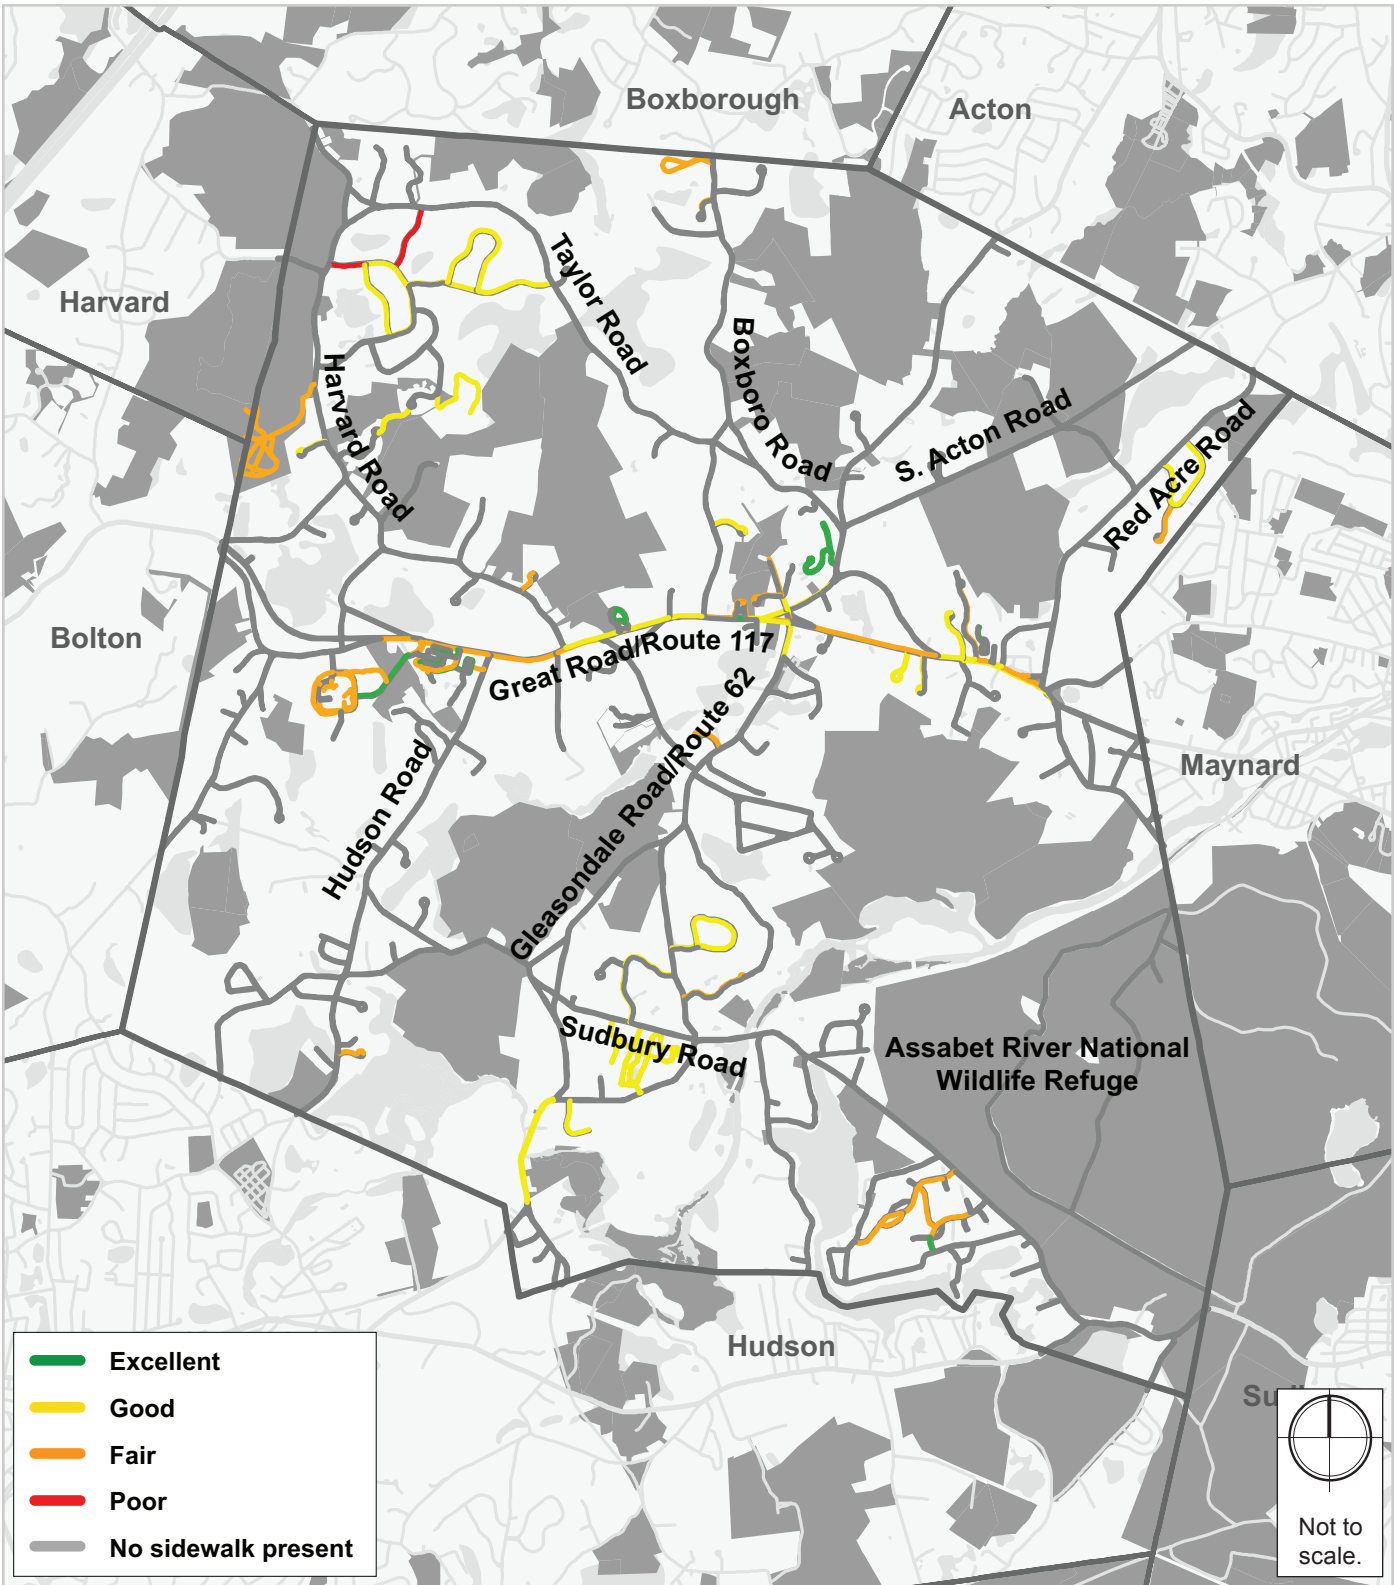 Boxborough
Acton
Harvard
Taylor Road
Boxboro Road
Harvard Road
S. Acton Road
Red Acre Road
Bolton
Great Road/Route 117
Gleasondale Road/Route 62
Hudson Road
Maynard
Sudbury Road
Assabet River National
Wildlife Refuge
Hudson
Excellent
Good
Fair
Poor
No sidewalk present
Not to
scale.